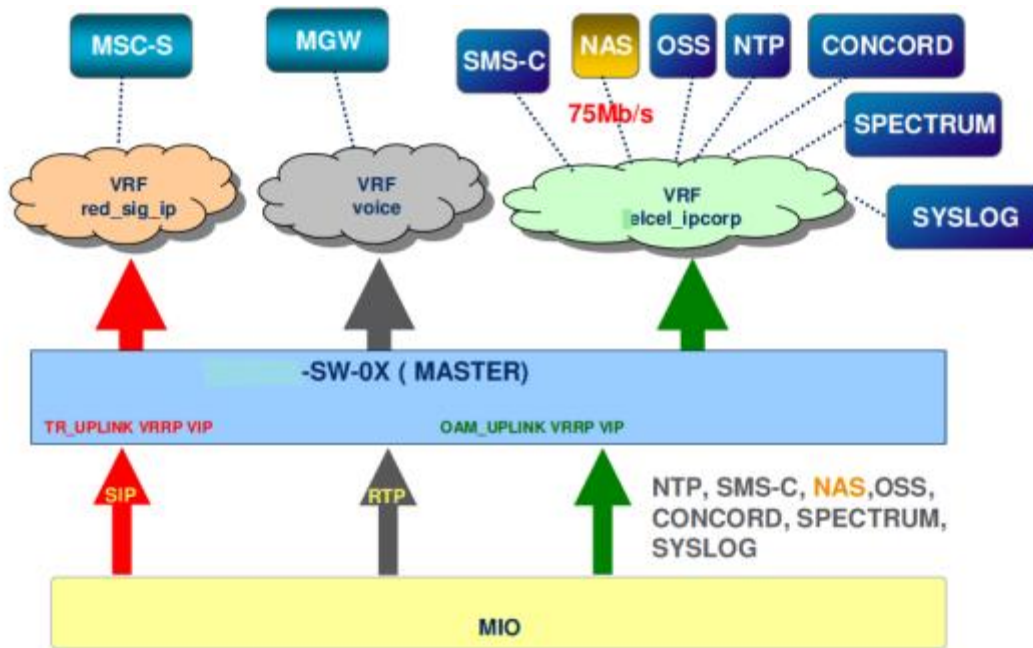 MSC-S
MGW
SMS-C
NAS
OSS
NTP
CONCORD
75Mb/s
SPECTRUM
VRF
red_sig_ip
VRF
voice
VRF
elcel_ipcorp
SYSLOG
-SW-0X ( MASTER)
TR_UPLINK VRRP VIP
OAM_UPLINK VRRP VIP
SIP
RTP
NTP, SMS-C, NAS,OSS,
CONCORD, SPECTRUM,
SYSLOG
MIO